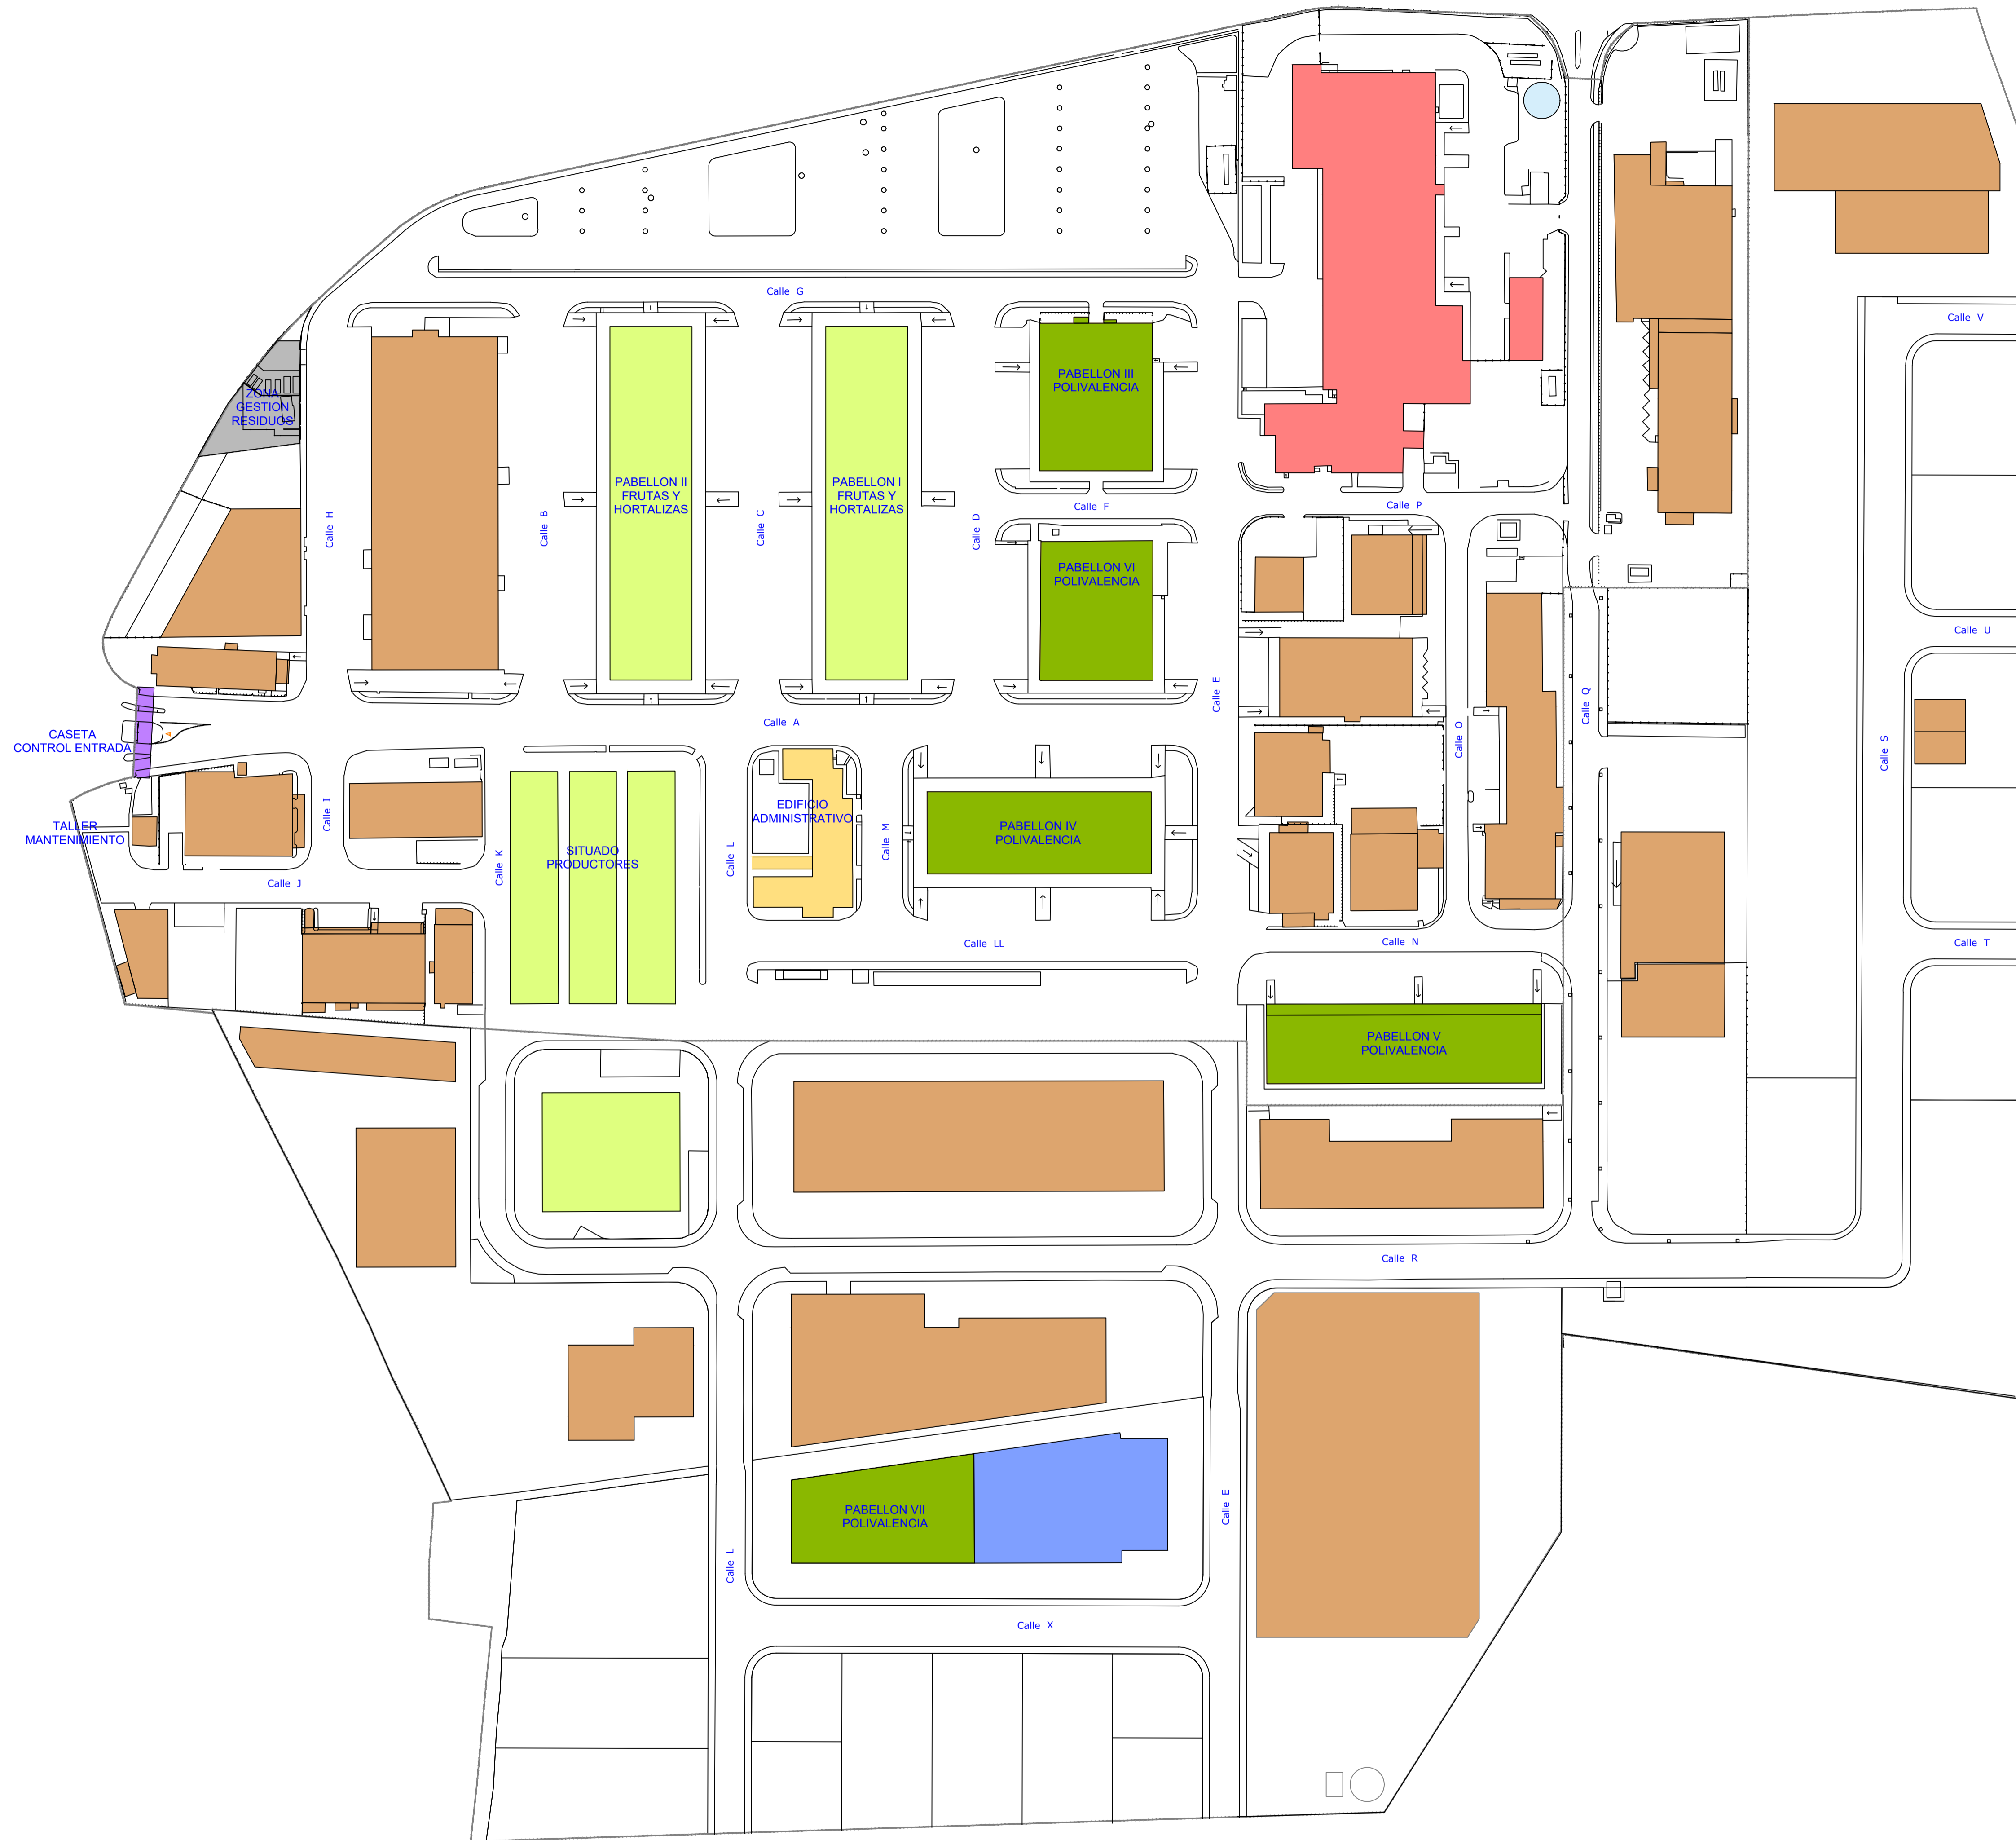 Calle G
Calle V
ZONA
GESTION
RESIDUOS
PABELLON III
POLIVALENCIA
PABELLON II
FRUTAS Y
HORTALIZAS
PABELLON I
FRUTAS Y
HORTALIZAS
Calle F
Calle P
Calle H
Calle B
Calle C
Calle D
PABELLON VI
POLIVALENCIA
Calle U
Calle E
Calle Q
Calle O
Calle S
Calle A
CASETA
CONTROL ENTRADA
TALLER
MANTENIMIENTO
Calle I
EDIFICIO
ADMINISTRATIVO
PABELLON IV
POLIVALENCIA
Calle M
SITUADO
PRODUCTORES
Calle K
Calle L
Calle J
Calle LL
Calle N
Calle T
PABELLON V
POLIVALENCIA
Calle R
PABELLON VII
POLIVALENCIA
Calle E
Calle L
Calle X